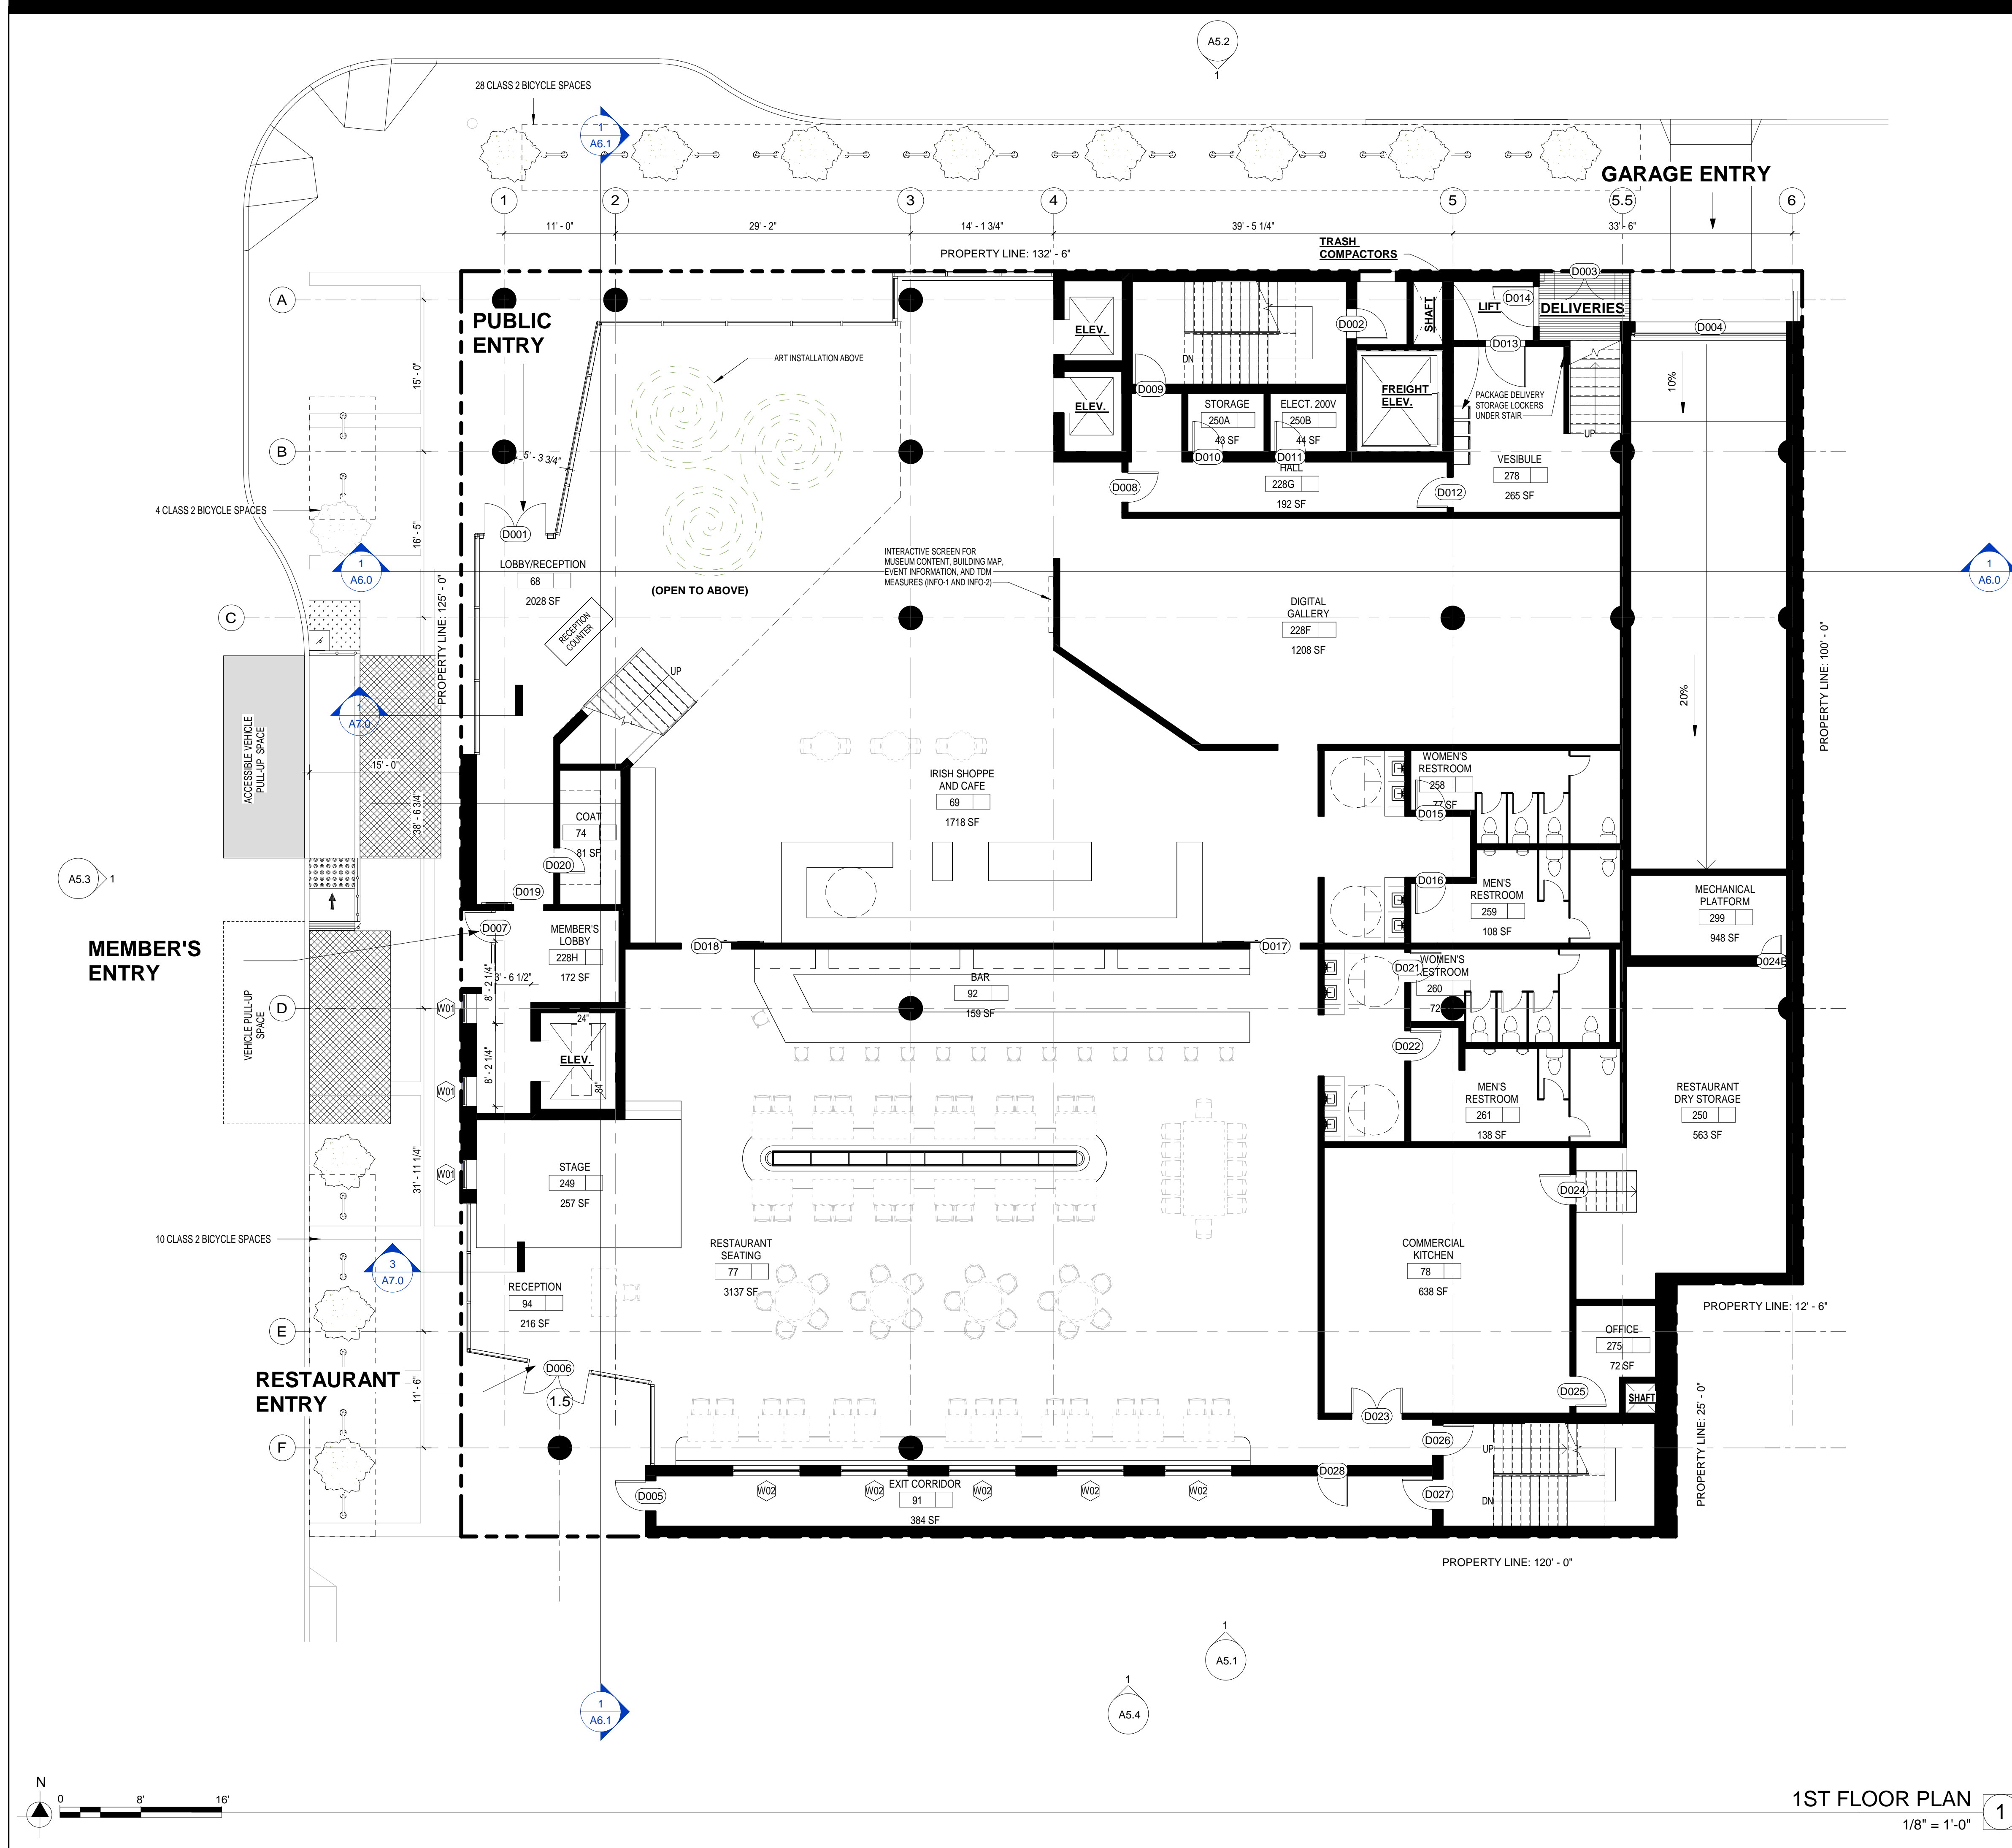 A5.2
1
28 CLASS 2 BICYCLE SPACES
1
A6.1
GARAGE ENTRY
1
2
3
4
5
5.5
6
11' - 0"
29' - 2"
14' - 1 3/4"
39' - 5 1/4"
33' - 6"
PROPERTY LINE: 132' - 6"
TRASH
COMPACTORS
D003
A
PUBLIC
ENTRY
ELEV.
D002
SHAFT
LIFT
D014
DELIVERIES
D004
D013
DN
ART INSTALLATION ABOVE
15' - 0"
10%
D009
FREIGHT
ELEV.
PACKAGE DELIVERY
STORAGE LOCKERS
UNDER STAIR
ELEV.
STORAGE
250A
43 SF
ELECT. 200V
250B
44 SF
UP
B
5' - 3 3/4"
D010
D011
HALL
228G
192 SF
VESIBULE
278
265 SF
D008
D012
4 CLASS 2 BICYCLE SPACES
16' - 5"
D001
1
A6.0
LOBBY/RECEPTION
68
2028 SF
(OPEN TO ABOVE)
INTERACTIVE SCREEN FOR
MUSEUM CONTENT, BUILDING MAP,
EVENT INFORMATION, AND TDM
MEASURES (INFO-1 AND INFO-2)
1
A6.0
PROPERTY LINE: 125' - 0"
DIGITAL
GALLERY
228F
1208 SF
C
RECEPTION
COUNTER
UP
PROPERTY LINE: 100' - 0"
20%
1
A7.0
ACCESSIBLE VEHICLE
PULL-UP SPACE
15' - 0"
38' - 6 3/4"
IRISH SHOPPE
AND CAFE
69
1718 SF
WOMEN'S
RESTROOM
258
77 SF
D015
COAT
74
81 SF
D020
A5.3
1
D019
D016
MEN'S
RESTROOM
259
108 SF
MECHANICAL
PLATFORM
299
948 SF
MEMBER'S
ENTRY
D007
MEMBER'S
LOBBY
228H
172 SF
D018
D017
D021
WOMEN'S
RESTROOM
260
D024B
8' - 2 1/4"
3' - 6 1/2"
BAR
92
159 SF
VEHICLE PULL-UP
SPACE
D
W01
24"
ELEV.
84"
8' - 2 1/4"
D022
W01
MEN'S
RESTROOM
261
138 SF
RESTAURANT
DRY STORAGE
250
563 SF
31' - 11 1/4"
W01
STAGE
249
257 SF
D024
10 CLASS 2 BICYCLE SPACES
3
A7.0
RESTAURANT
SEATING
77
3137 SF
COMMERCIAL
KITCHEN
78
638 SF
RECEPTION
94
216 SF
PROPERTY LINE: 12' - 6"
E
OFFICE
275
72 SF
RESTAURANT
ENTRY
D006
1.5
11' - 6"
D025
SHAFT
D023
PROPERTY LINE: 25' - 0"
F
D026
UP
D028
D005
W02
W02
W02
W02
W02
EXIT CORRIDOR
91
384 SF
D027
DN
PROPERTY LINE: 120' - 0"
1
A5.1
1
A5.4
1
A6.1
N
0
8'
16'
1ST FLOOR PLAN
1
1/8" = 1'-0"